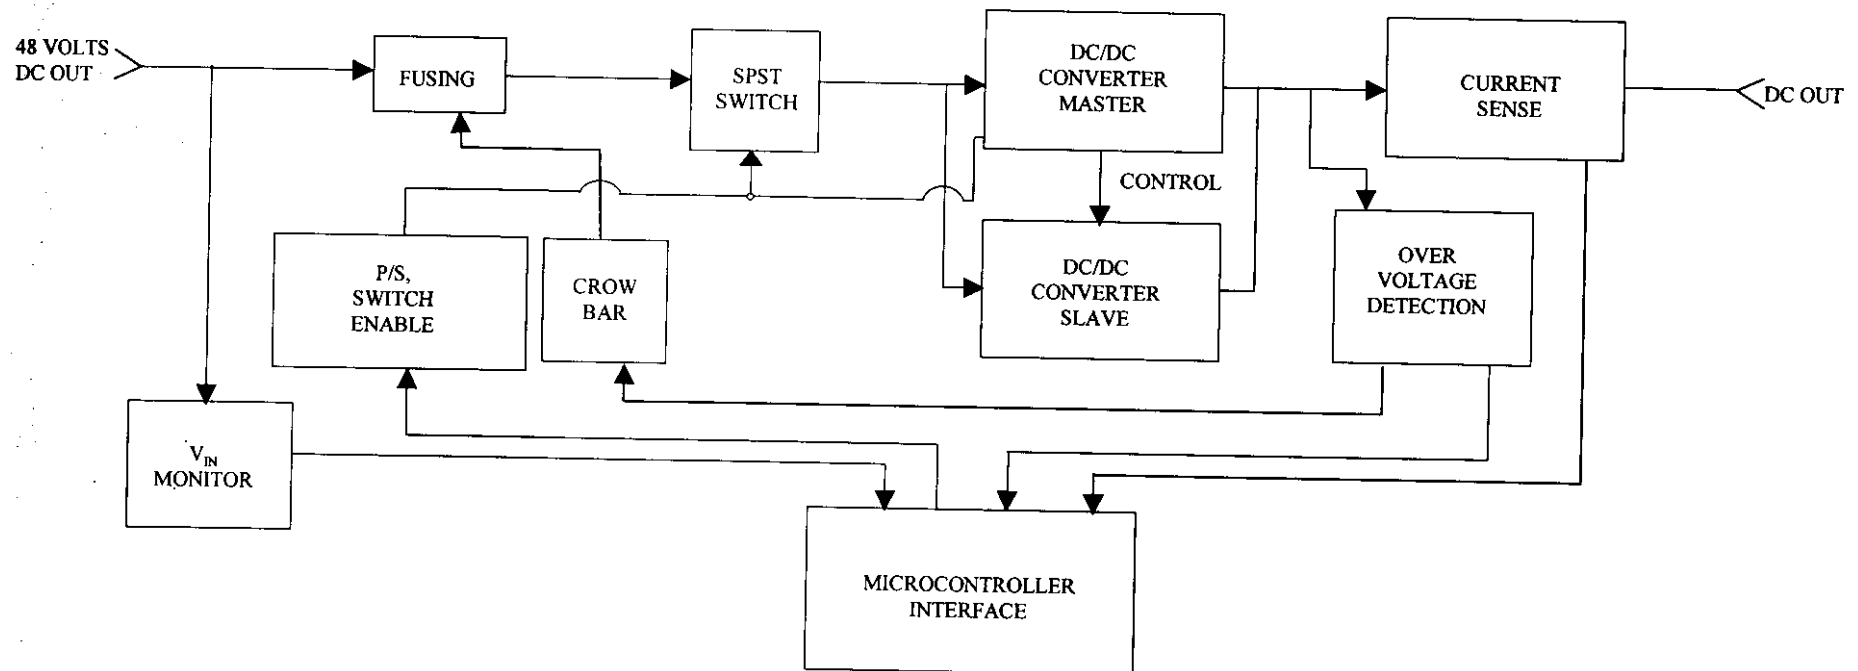 48 VOLTS
DC OUT
FUSING
SPST
SWITCH
DC/DC
CONVERTER
MASTER
CURRENT
SENSE
DC OUT
CONTROL
P/S,
SWITCH
ENABLE
CROW
BAR
DC/DC
CONVERTER
SLAVE
OVER
VOLTAGE
DETECTION
VIN
MONITOR
MICROCONTROLLER
INTERFACE